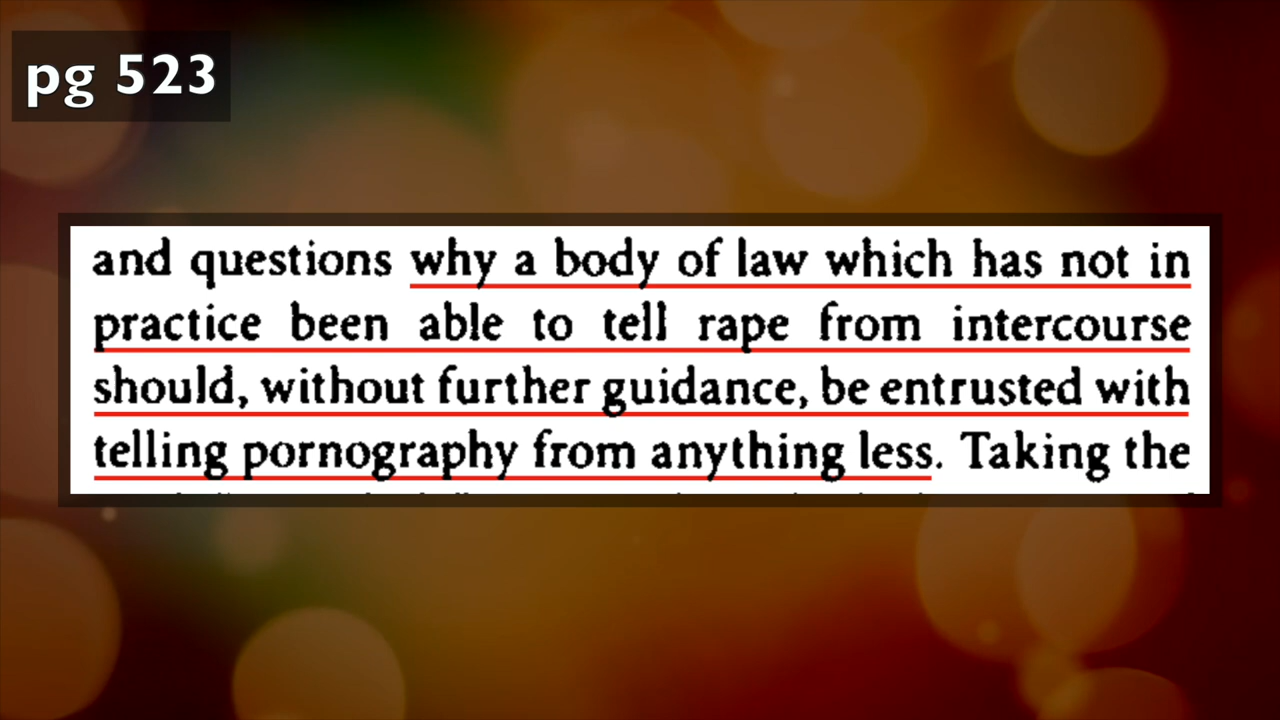 pg 523
and questions why a body of law which has not in
practice been able to tell rape from intercourse
should, without further guidance, be entrusted with
telling pornography from anything less. Taking the